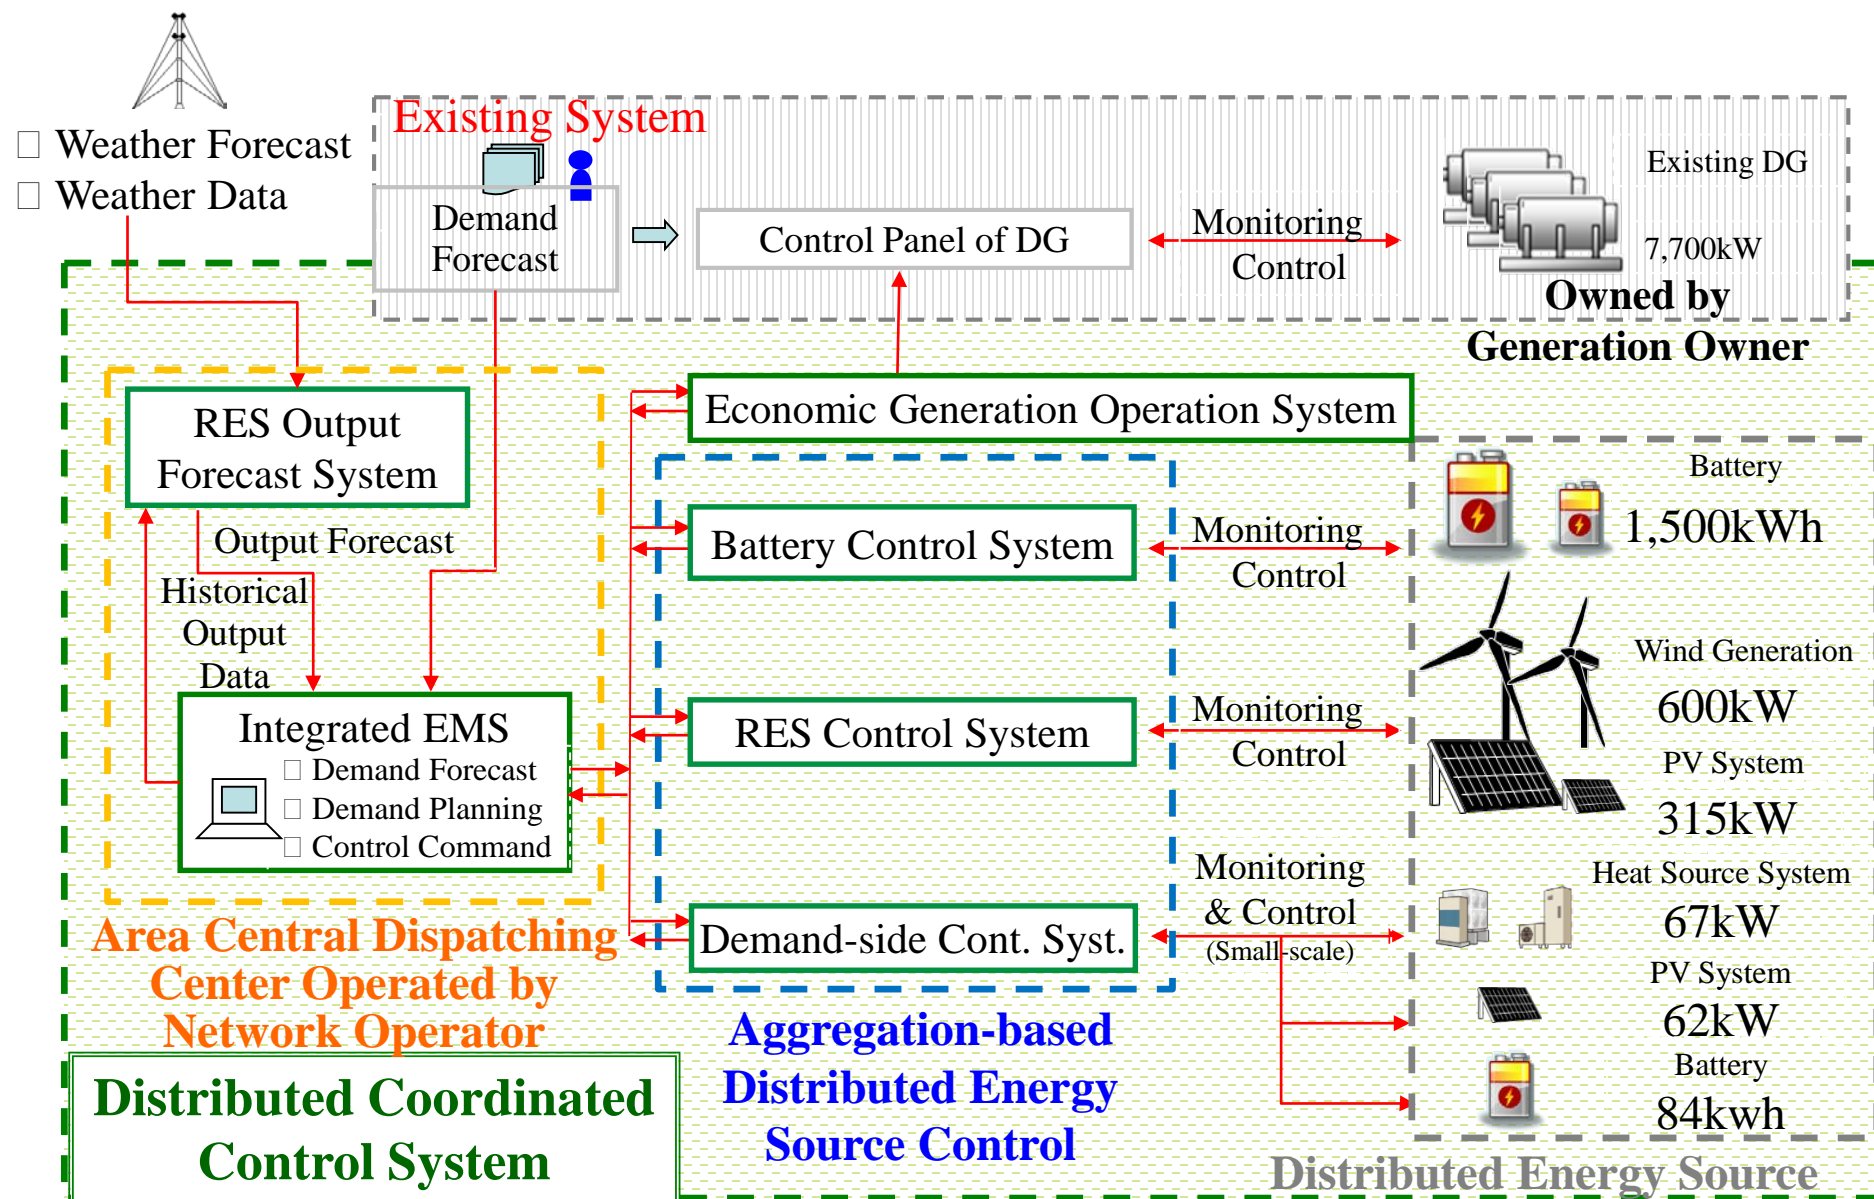 □ Weather Forecast
□ Weather Data
Existing System
Demand
Forecast
Control Panel of DG
Monitoring
Control
Existing DG
7,700kW
Owned by
Generation Owner
RES Output
Forecast System
Output Forecast
Historical
Output
Data
Integrated EMS
□ Demand Forecast
□ Demand Planning
□ Control Command
Area Central Dispatching
Center Operated by
Network Operator
Distributed Coordinated
Control System
Economic Generation Operation System
Battery Control System
RES Control System
Demand-side Cont. Syst.
Aggregation-based
Distributed Energy
Source Control
Monitoring
Control
Monitoring
Control
Monitoring
& Control
(Small-scale)
Battery
1,500kWh
Wind Generation
600kW
PV System
315kW
Heat Source System
67kW
PV System
62kW
Battery
84kwh
Distributed Energy Source